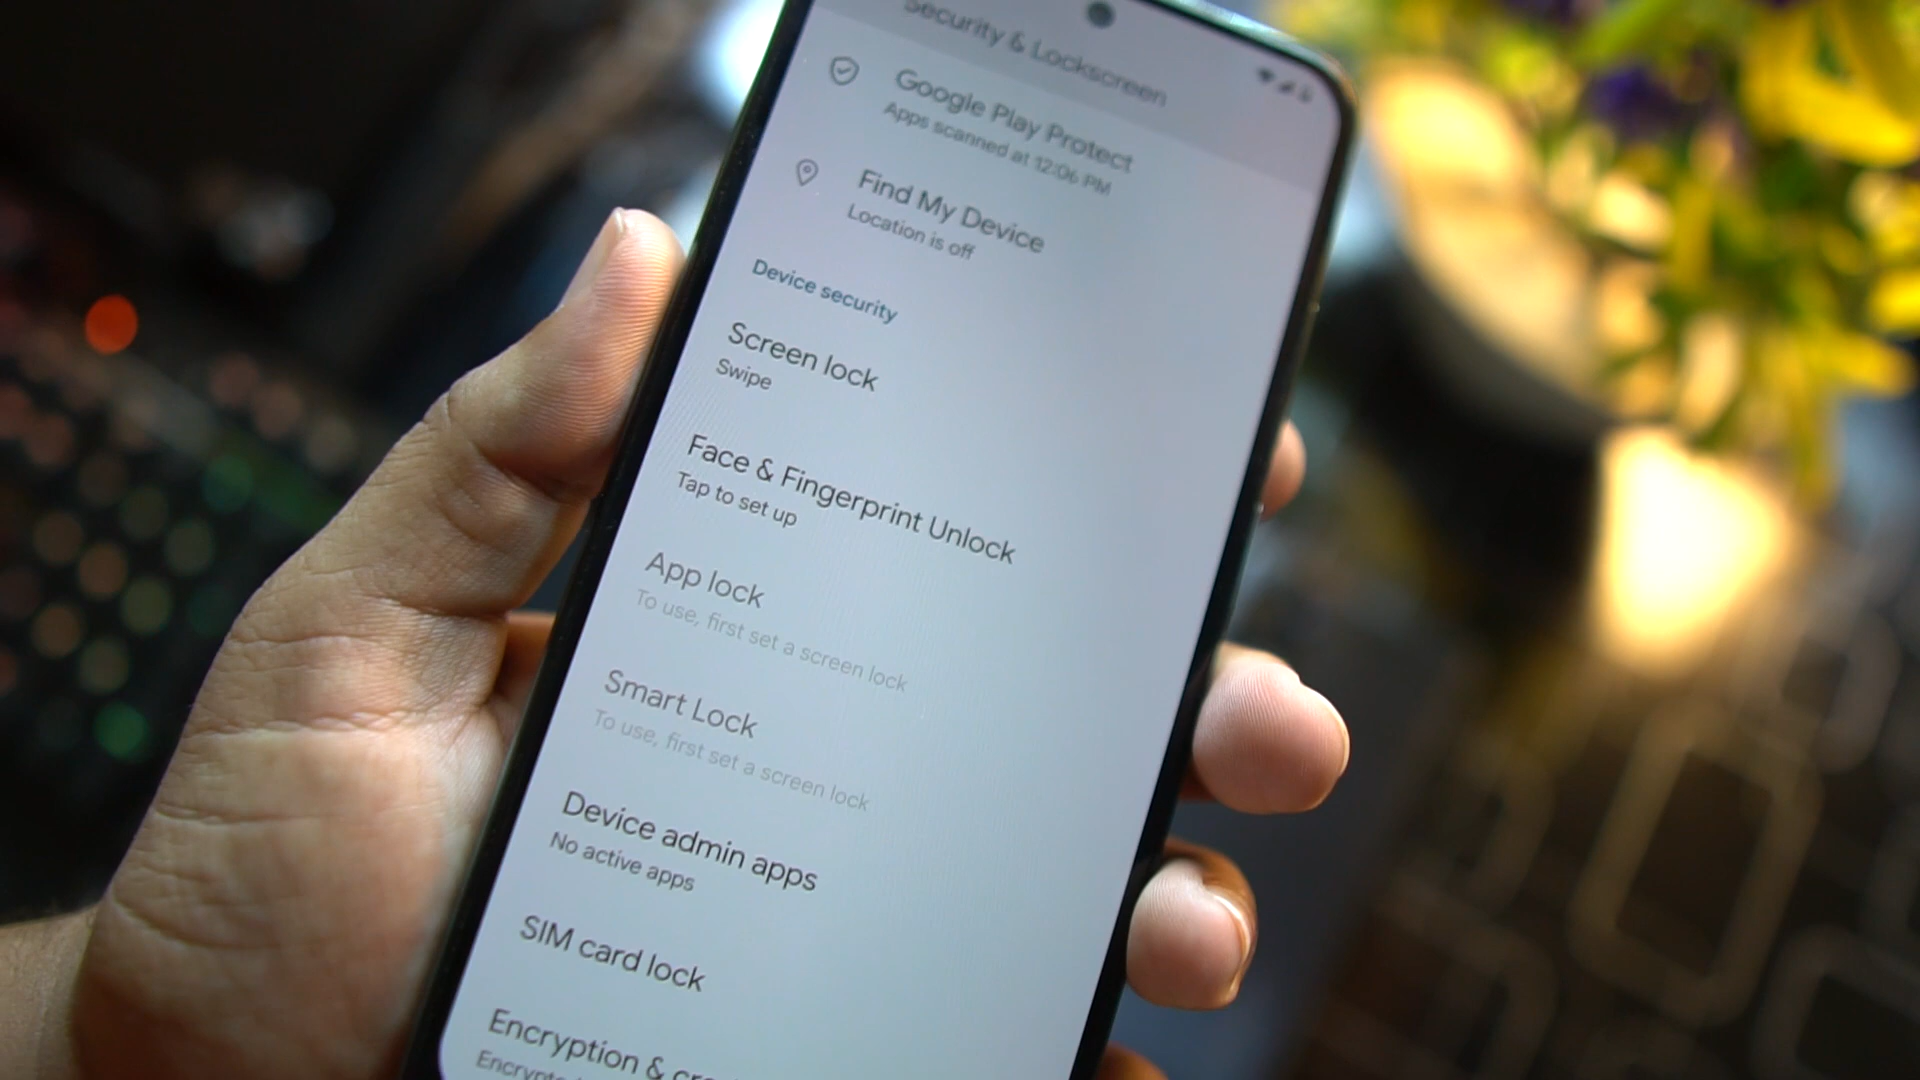 Security & Lockscreen
Google Play Protect
Apps scanned at 12:06 PM
Find My Device
Location is off
Device security
Screen lock
Swipe
Face & Fingerprint Unlock
Tap to set up
App lock
To use, first set a screen lock
Smart Lock
To use, first set a screen lock
Device admin apps
No active apps
SIM card lock
Encryption &